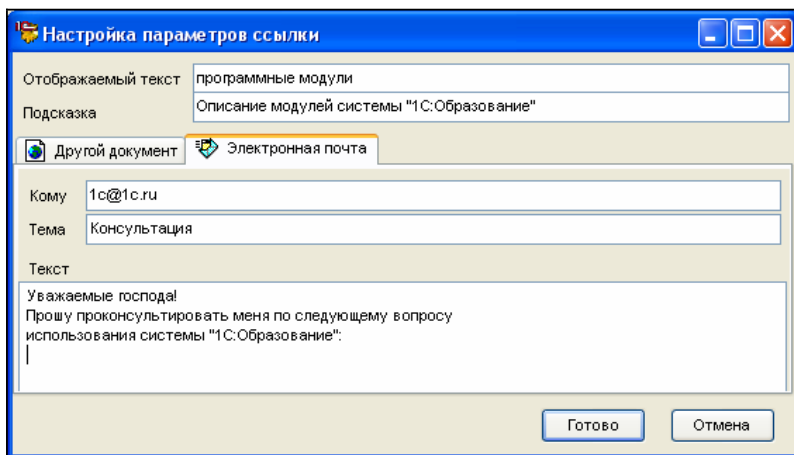 Настройка параметров ссылки
Отображаемый текст программные модули
Подсказка Описание модулей системы "1С:Образование"
Другой документ Электронная почта
Кому 1c@1c.ru
Тема Консультация
Текст
Уважаемые господа!
Прошу проконсультировать меня по следующему вопросу
использования системы "1С:Образование":
Готово Отмена